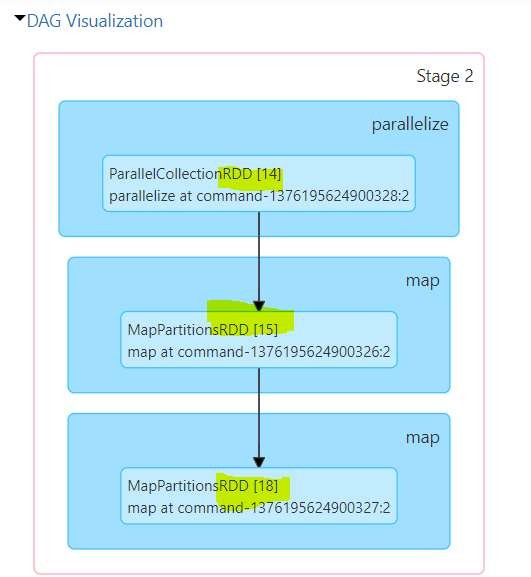 DAG Visualization
Stage 2
parallelize
ParallelCollectionRDD [14]
parallelize at command-1376195624900328:2
map
MapPartitionsRDD [15]
map at command-1376195624900326:2
map
MapPartitionsRDD [18]
map at command-1376195624900327:2